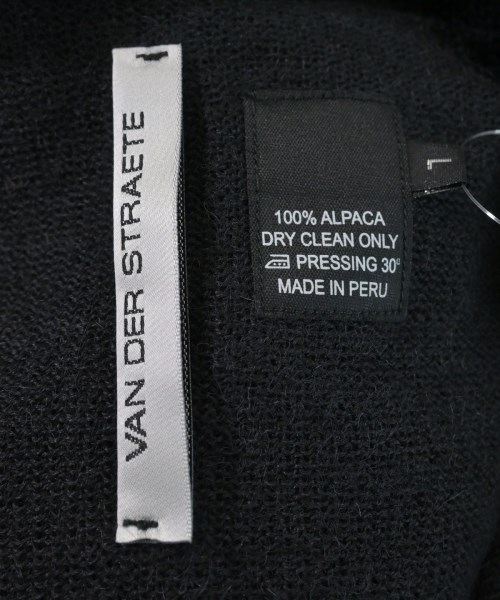 VAN DER STRAETE
100% ALPACA
DRY CLEAN ONLY
PRESSING 30°
MADE IN PERU
L